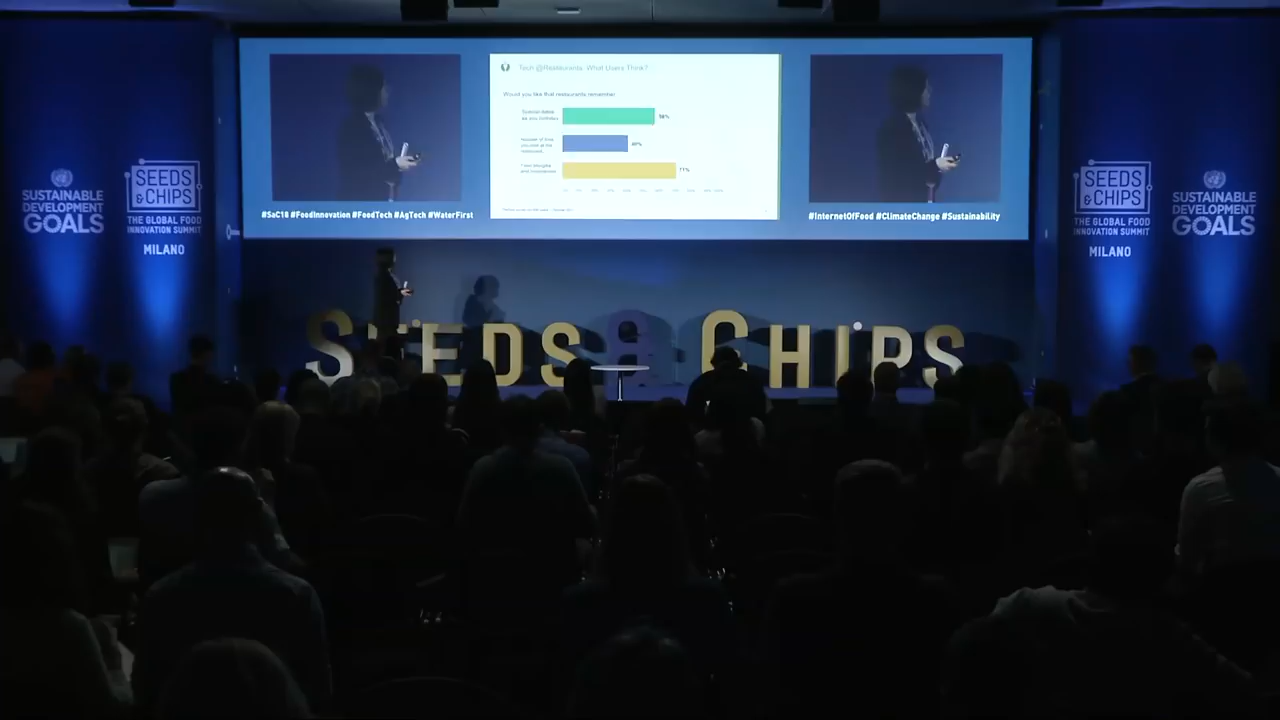 Tech @Restaurants. What Users Think?
Would you like that restaurants remember
58%
40%
71%
#SaC18 #FoodInnovation #FoodTech #AgTech #WaterFirst
#InternetOfFood #ClimateChange #Sustainability
SUSTAINABLE
DEVELOPMENT
GOALS
SEEDS
&CHIPS
THE GLOBAL FOOD
INNOVATION SUMMIT
MILANO
SEEDS & CHIPS
SEEDS
&CHIPS
THE GLOBAL FOOD
INNOVATION SUMMIT
MILANO
SUSTAINABLE
DEVELOPMENT
GOALS